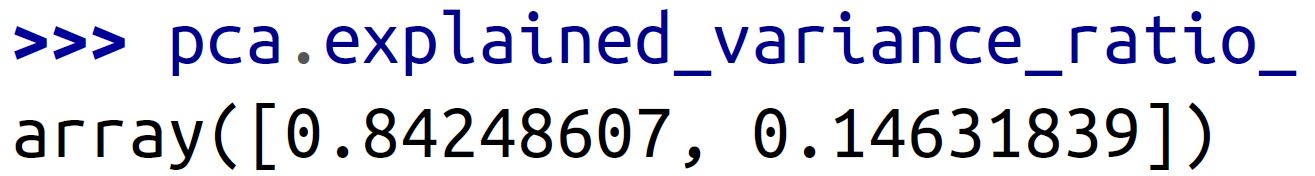 >>> pca.explained_variance_ratio_
array([0.84248607, 0.14631839])